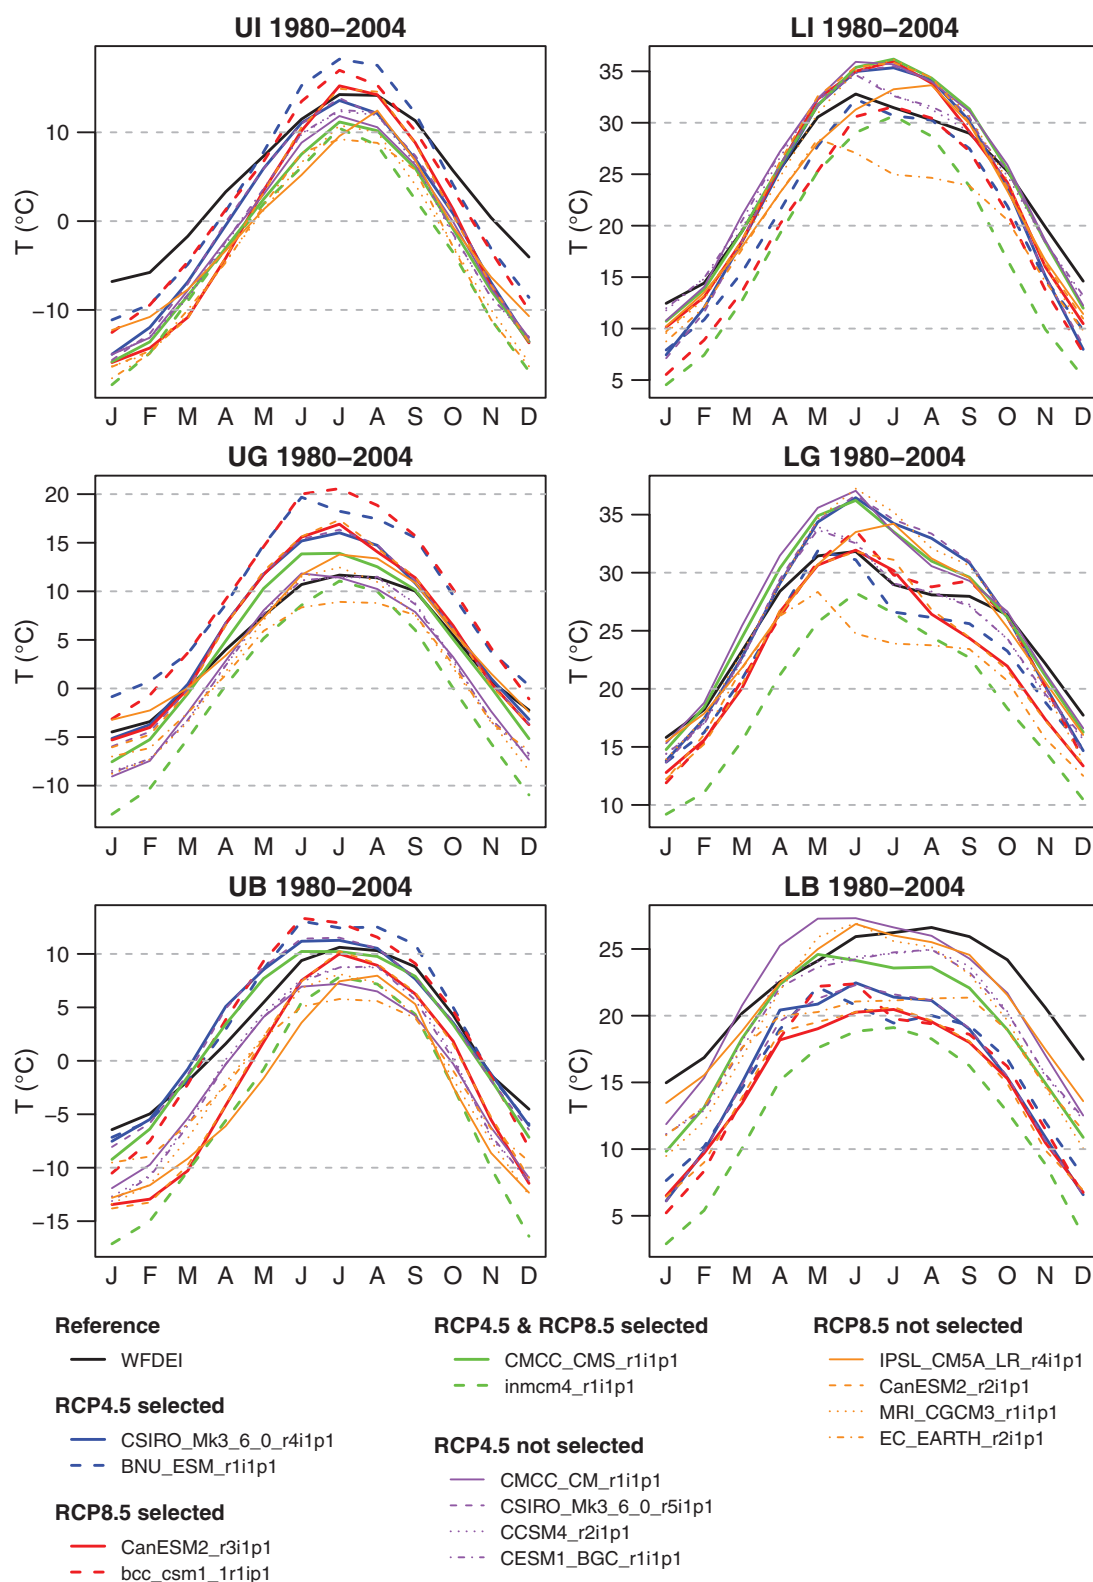 UI 1980−2004
LI 1980−2004
T (°C)
10
0
−10
J F M A M J J A S O N D
T (°C)
35
30
25
20
15
10
5
J F M A M J J A S O N D
UG 1980−2004
LG 1980−2004
T (°C)
20
15
10
5
0
−5
−10
J F M A M J J A S O N D
T (°C)
35
30
25
20
15
10
J F M A M J J A S O N D
UB 1980−2004
LB 1980−2004
T (°C)
10
5
0
−5
−10
−15
J F M A M J J A S O N D
T (°C)
25
20
15
10
5
J F M A M J J A S O N D
Reference
WFDEI
RCP4.5 selected
CSIRO_Mk3_6_0_r4i1p1
BNU_ESM_r1i1p1
RCP8.5 selected
CanESM2_r3i1p1
bcc_csm1_1r1ip1
RCP4.5 & RCP8.5 selected
CMCC_CMS_r1i1p1
inmcm4_r1i1p1
RCP4.5 not selected
CMCC_CM_r1i1p1
CSIRO_Mk3_6_0_r5i1p1
CCSM4_r2i1p1
CESM1_BGC_r1i1p1
RCP8.5 not selected
IPSL_CM5A_LR_r4i1p1
CanESM2_r2i1p1
MRI_CGCM3_r1i1p1
EC_EARTH_r2i1p1